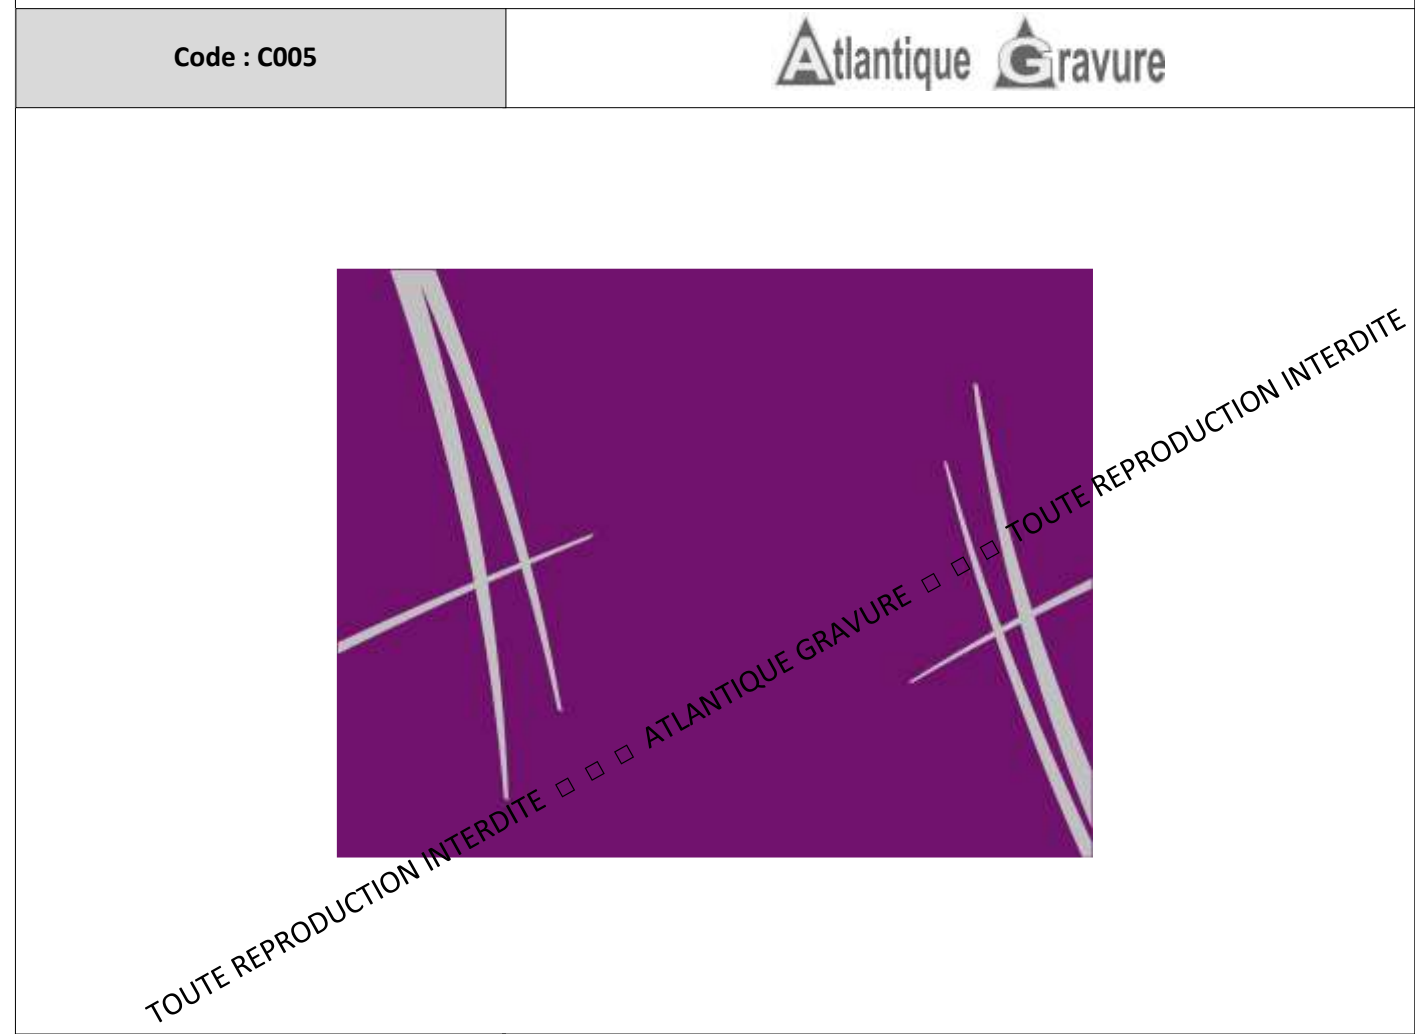 Code : C005
Atlantique Gravure
TOUTE REPRODUCTION INTERDITE □ □ □ ATLANTIQUE GRAVURE □ □ □ TOUTE REPRODUCTION INTERDITE